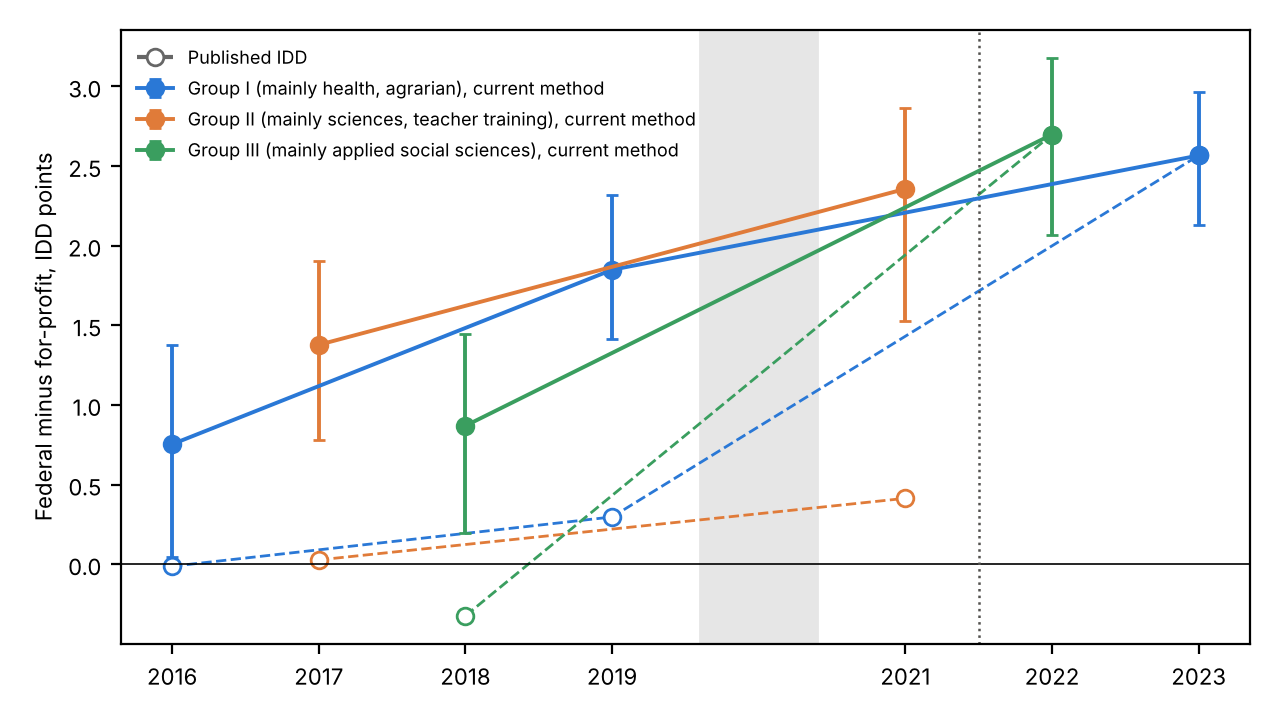 Published IDD
Group I (mainly health, agrarian), current method
Group II (mainly sciences, teacher training), current method
Group III (mainly applied social sciences), current method
Federal minus for-profit, IDD points
3.0
2.5
2.0
1.5
1.0
0.5
0.0
2016 2017 2018 2019 2021 2022 2023